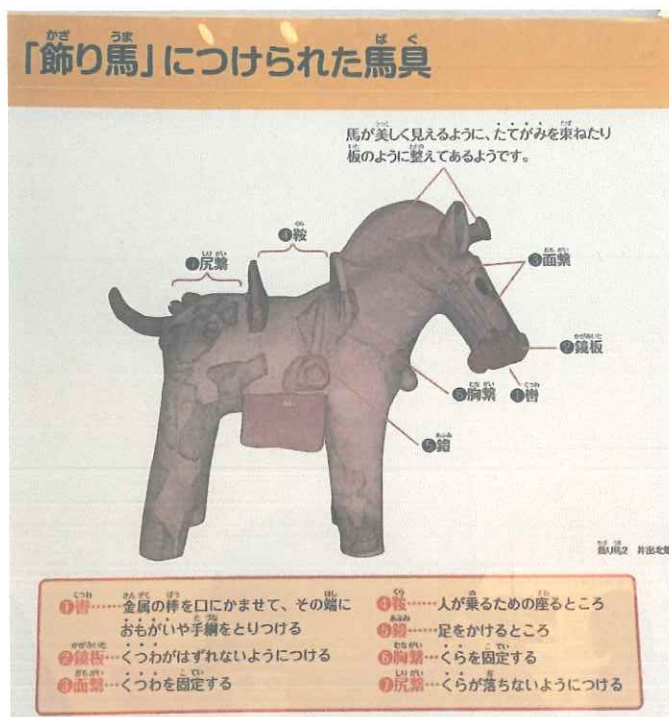 「飾り馬」につけられた馬具
馬が美しく見えるように、たてがみを束ねたり
板のように整えてあるようです。
❹鞍
❼尻繋
❸面繋
❷鏡板
❶轡
❻胸繋
❺鐙
飾り馬2
❶轡……金属の棒を口にかませて、その端に
おもがいや手綱をとりつける
❷鏡板…くつわがはずれないようにつける
❸面繋…くつわを固定する
❹鞍……人が乗るための座るところ
❺鐙……足をかけるところ
❻胸繋…くらを固定する
❼尻繋…くらが落ちないようにつける